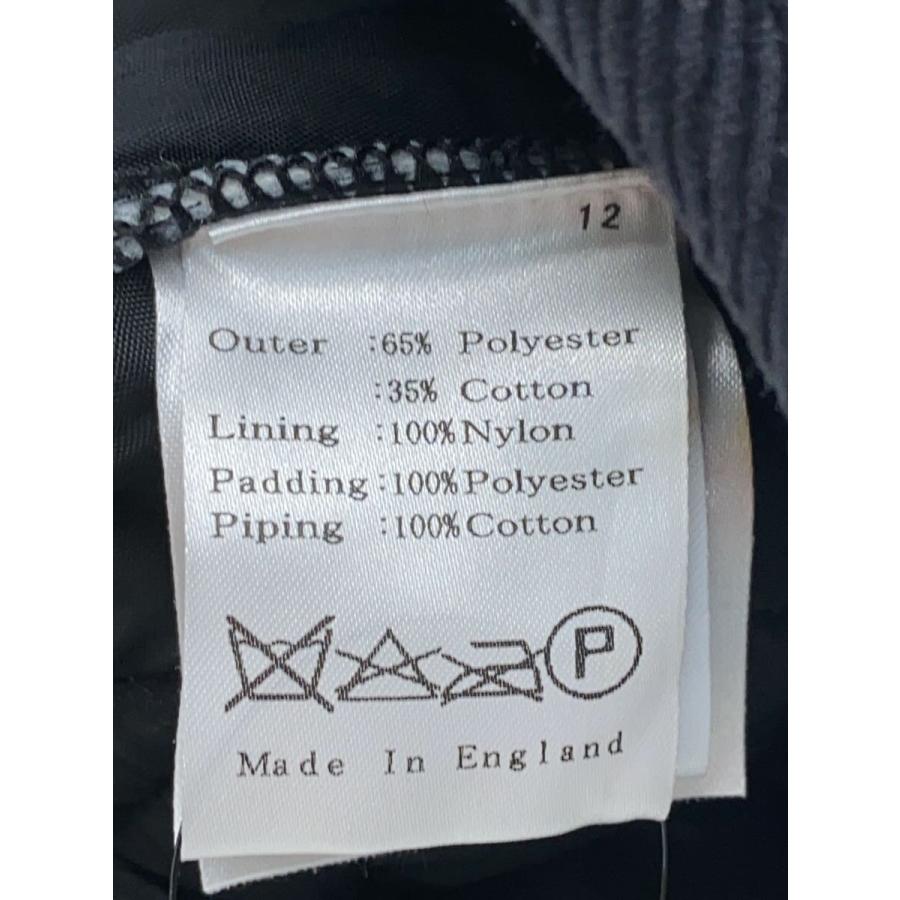 12
Outer :65% Polyester
:35% Cotton
Lining :100% Nylon
Padding :100% Polyester
Piping :100% Cotton
P
Made In England